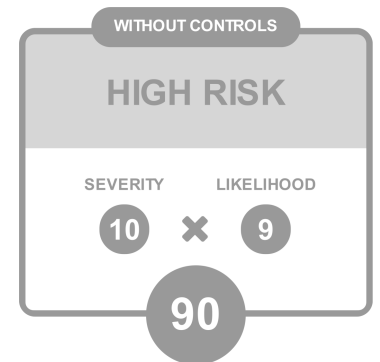 WITHOUT CONTROLS
HIGH RISK
SEVERITY LIKELIHOOD
10 ✖ 9
90